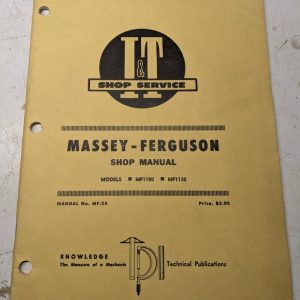 I&T
SHOP SERVICE
MASSEY-FERGUSON
SHOP MANUAL
MODELS ■ MF1100 ■ MF1130
MANUAL No. MF-24 Price, $5.00
KNOWLEDGE
The Measure of a Mechanic
Technical Publications